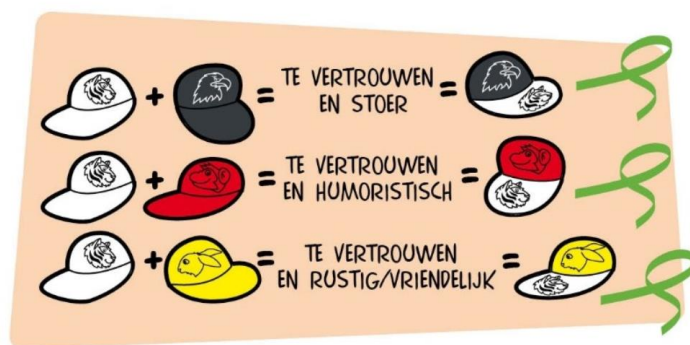 + = TE VERTROUWEN =
EN STOER
+ = TE VERTROUWEN =
EN HUMORISTISCH
+ = TE VERTROUWEN =
EN RUSTIG/VRIENDELIJK